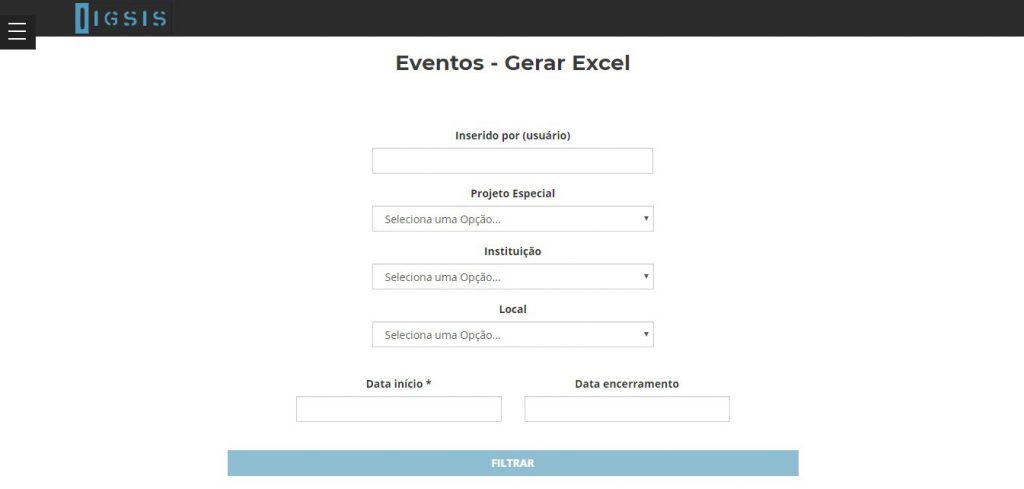 IGSIS
Eventos - Gerar Excel
Inserido por (usuário)
Projeto Especial
Seleciona uma Opção...
Instituição
Seleciona uma Opção...
Local
Seleciona uma Opção...
Data início * Data encerramento
FILTRAR